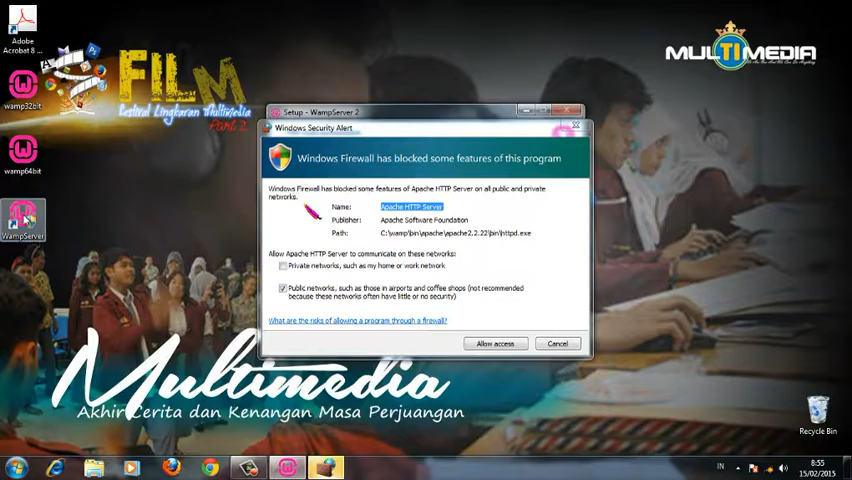 Adobe
Acrobat 8 ...
wamp32bit
wamp64bit
WampServer
FILM
Festival Lingkaran Multimedia
Part 2
MULTIMEDIA
Setup - WampServer 2
Windows Security Alert
Windows Firewall has blocked some features of this program
Windows Firewall has blocked some features of Apache HTTP Server on all public and private
networks.
Name: Apache HTTP Server
Publisher: Apache Software Foundation
Path: C:\wamp\bin\apache\apache2.2.22\bin\httpd.exe
Allow Apache HTTP Server to communicate on these networks:
Private networks, such as my home or work network
Public networks, such as those in airports and coffee shops (not recommended
because these networks often have little or no security)
What are the risks of allowing a program through a firewall?
Allow access
Cancel
Multimedia
Akhir Cerita dan Kenangan Masa Perjuangan
Recycle Bin
IN
8:55
15/02/2015